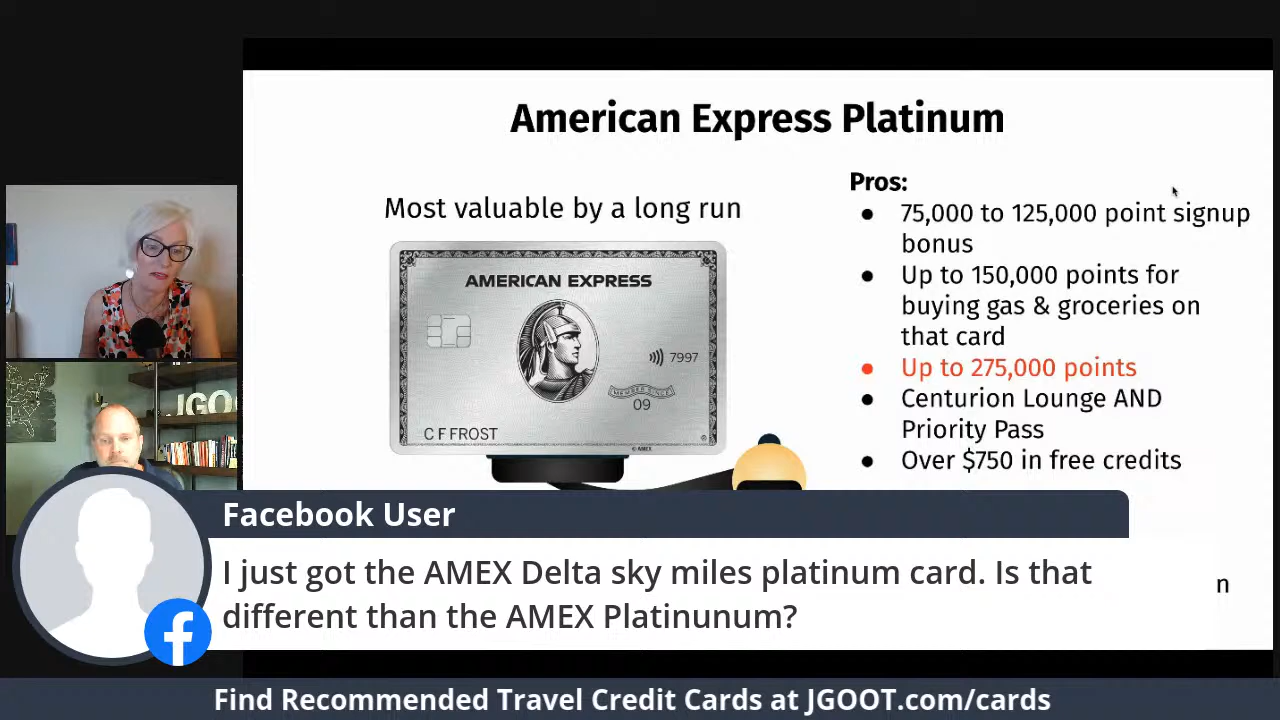 American Express Platinum
Most valuable by a long run
AMERICAN EXPRESS
7997
MEMBER SINCE
09
C F FROST
© AMEX
Pros:
● 75,000 to 125,000 point signup
bonus
● Up to 150,000 points for
buying gas & groceries on
that card
● Up to 275,000 points
● Centurion Lounge AND
Priority Pass
● Over $750 in free credits
n
JGOO
Facebook User
I just got the AMEX Delta sky miles platinum card. Is that
different than the AMEX Platinunum?
Find Recommended Travel Credit Cards at JGOOT.com/cards